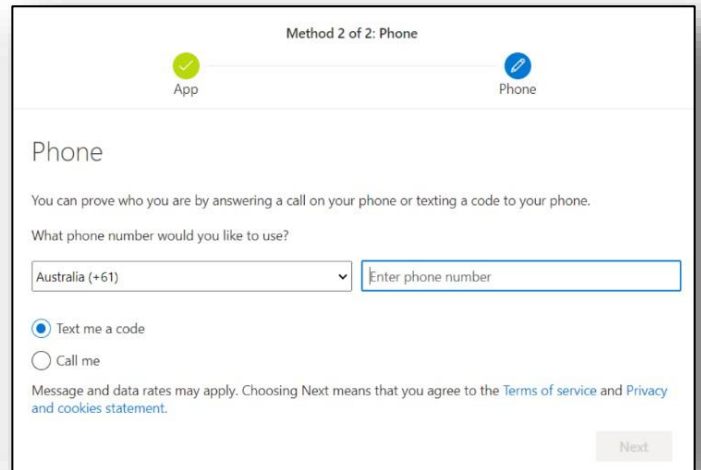 Method 2 of 2: Phone
App
Phone
Phone
You can prove who you are by answering a call on your phone or texting a code to your phone.
What phone number would you like to use?
Australia (+61)
Enter phone number
Text me a code
Call me
Message and data rates may apply. Choosing Next means that you agree to the Terms of service and Privacy
and cookies statement.
Next